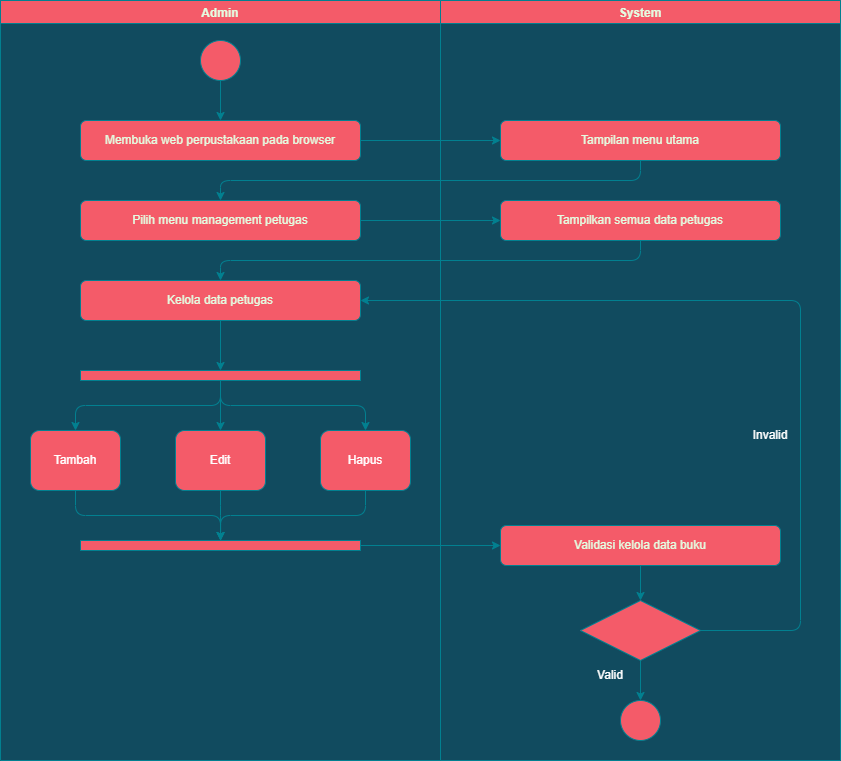 Admin
System
Membuka web perpustakaan pada browser
Tampilan menu utama
Pilih menu management petugas
Tampilkan semua data petugas
Kelola data petugas
Invalid
Tambah
Edit
Hapus
Validasi kelola data buku
Valid